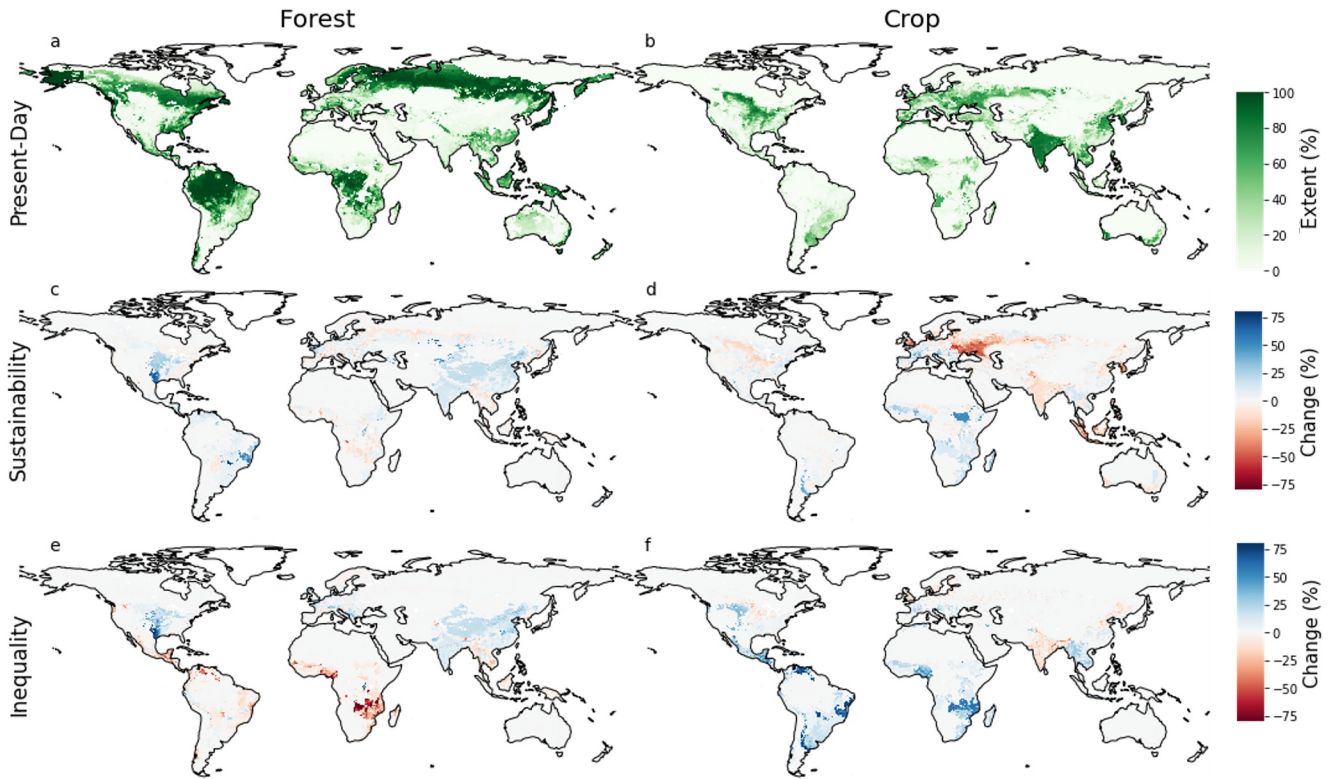 Forest Crop
a b
Present-Day
100
80
60
40
20
0
Extent (%)
c d
Sustainability
75
50
25
0
−25
−50
−75
Change (%)
e f
Inequality
75
50
25
0
−25
−50
−75
Change (%)